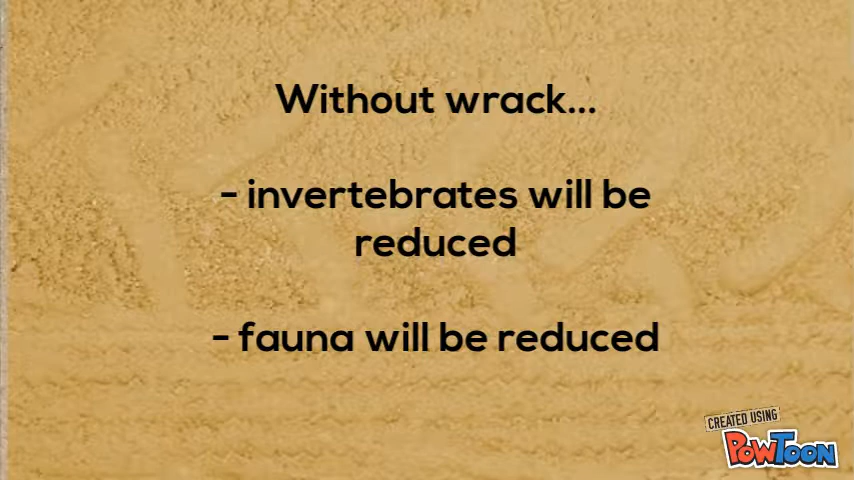 Without wrack...
- invertebrates will be
reduced
- fauna will be reduced
CREATED USING
POWTOON